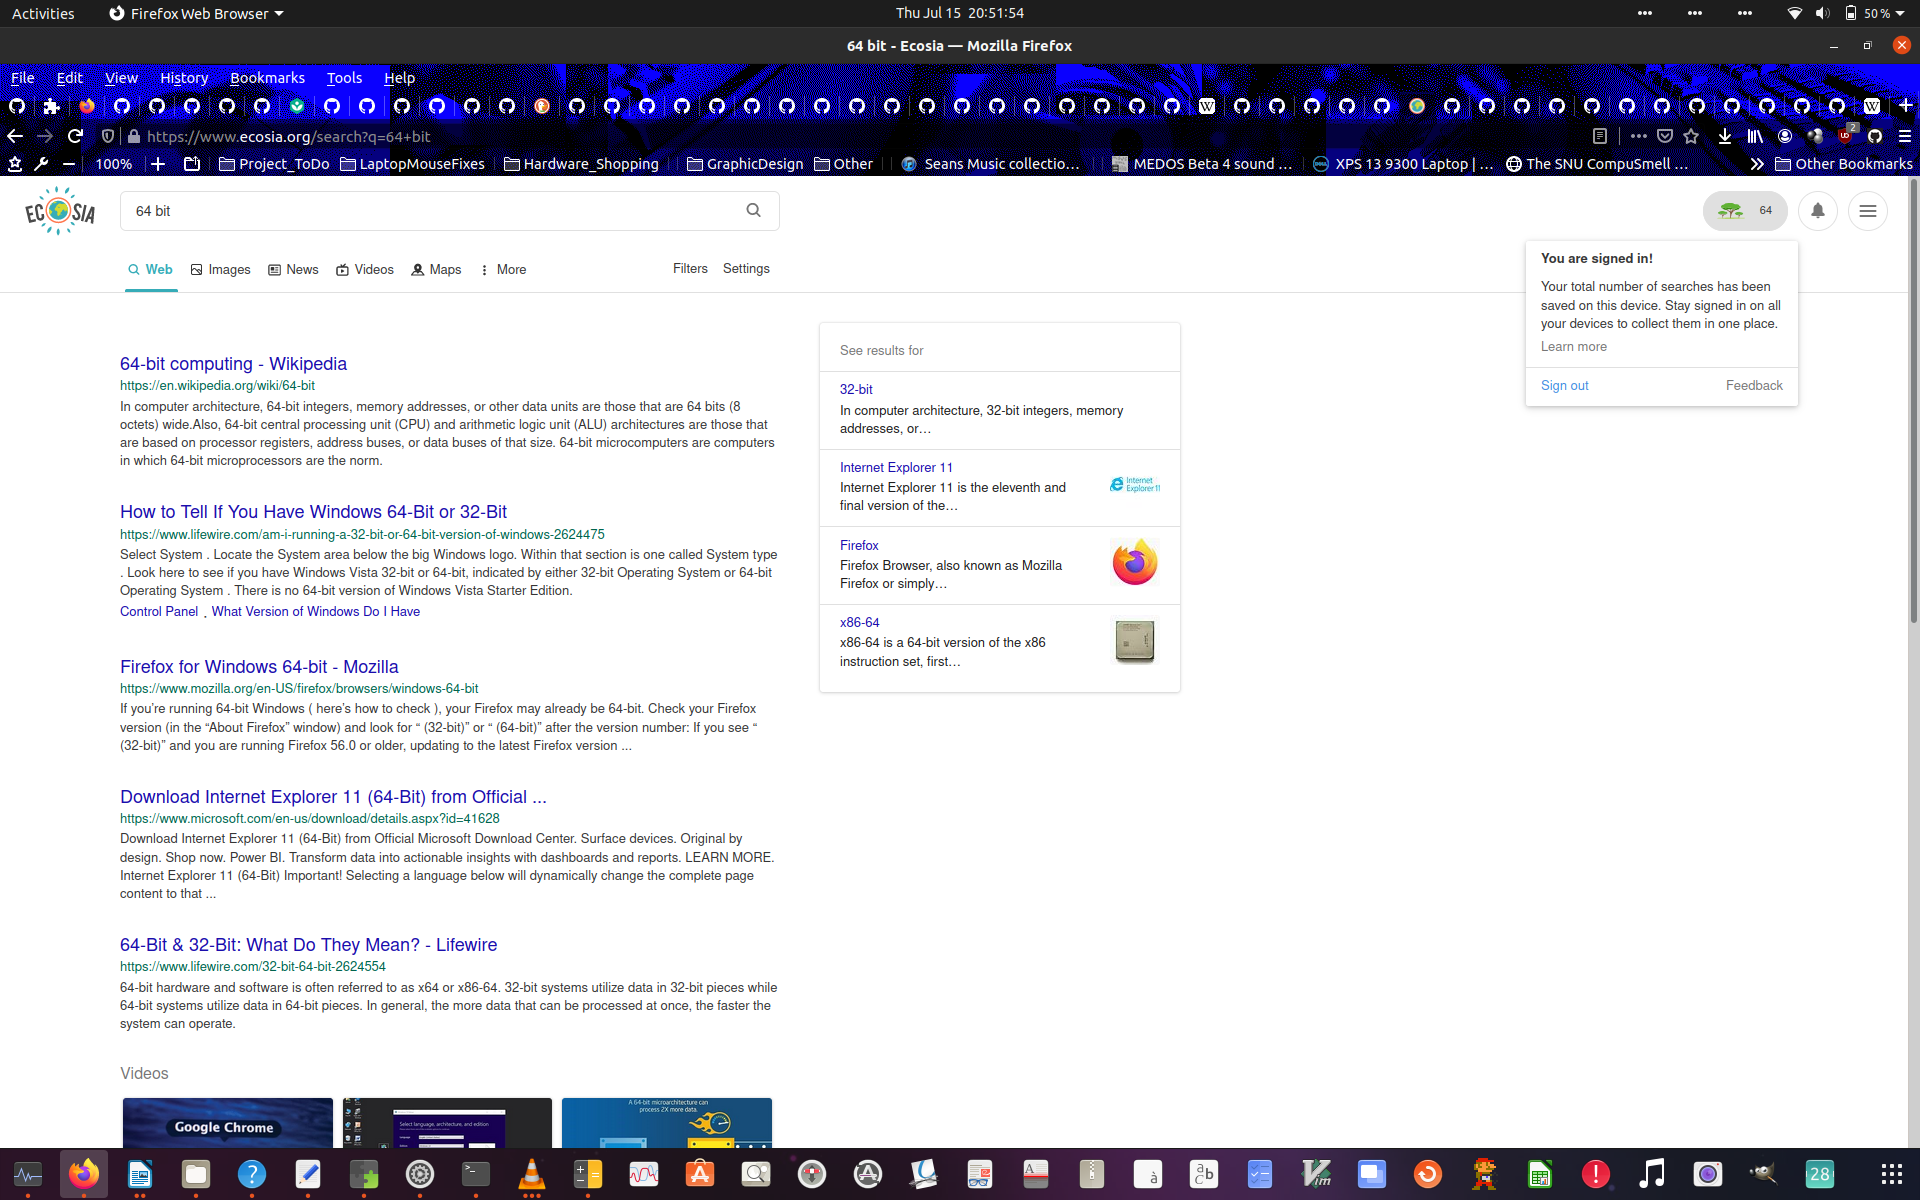 Activities Firefox Web Browser Thu Jul 15 20:51:54 50 %
64 bit - Ecosia — Mozilla Firefox
File Edit View History Bookmarks Tools Help
https://www.ecosia.org/search?q=64+bit 2
100% Project_ToDo LaptopMouseFixes Hardware_Shopping GraphicDesign Other Seans Music collectio… MEDOS Beta 4 sound … XPS 13 9300 Laptop | … The SNU CompuSmell … Other Bookmarks
ECOSIA 64 bit 64
Web Images News Videos Maps More Filters Settings
You are signed in!
Your total number of searches has been
saved on this device. Stay signed in on all
your devices to collect them in one place.
Learn more
Sign out Feedback
64-bit computing - Wikipedia
https://en.wikipedia.org/wiki/64-bit
In computer architecture, 64-bit integers, memory addresses, or other data units are those that are 64 bits (8
octets) wide.Also, 64-bit central processing unit (CPU) and arithmetic logic unit (ALU) architectures are those that
are based on processor registers, address buses, or data buses of that size. 64-bit microcomputers are computers
in which 64-bit microprocessors are the norm.
How to Tell If You Have Windows 64-Bit or 32-Bit
https://www.lifewire.com/am-i-running-a-32-bit-or-64-bit-version-of-windows-2624475
Select System . Locate the System area below the big Windows logo. Within that section is one called System type
. Look here to see if you have Windows Vista 32-bit or 64-bit, indicated by either 32-bit Operating System or 64-bit
Operating System . There is no 64-bit version of Windows Vista Starter Edition.
Control Panel . What Version of Windows Do I Have
Firefox for Windows 64-bit - Mozilla
https://www.mozilla.org/en-US/firefox/browsers/windows-64-bit
If you’re running 64-bit Windows ( here’s how to check ), your Firefox may already be 64-bit. Check your Firefox
version (in the “About Firefox” window) and look for “ (32-bit)” or “ (64-bit)” after the version number: If you see “
(32-bit)” and you are running Firefox 56.0 or older, updating to the latest Firefox version ...
Download Internet Explorer 11 (64-Bit) from Official ...
https://www.microsoft.com/en-us/download/details.aspx?id=41628
Download Internet Explorer 11 (64-Bit) from Official Microsoft Download Center. Surface devices. Original by
design. Shop now. Power BI. Transform data into actionable insights with dashboards and reports. LEARN MORE.
Internet Explorer 11 (64-Bit) Important! Selecting a language below will dynamically change the complete page
content to that ...
64-Bit & 32-Bit: What Do They Mean? - Lifewire
https://www.lifewire.com/32-bit-64-bit-2624554
64-bit hardware and software is often referred to as x64 or x86-64. 32-bit systems utilize data in 32-bit pieces while
64-bit systems utilize data in 64-bit pieces. In general, the more data that can be processed at once, the faster the
system can operate.
Videos
Google Chrome
Select language, architecture, and edition
A 64-bit microarchitecture can
process 2X more data.
See results for
32-bit
In computer architecture, 32-bit integers, memory
addresses, or…
Internet Explorer 11
Internet Explorer 11 is the eleventh and
final version of the…
Internet
Explorer 11
Firefox
Firefox Browser, also known as Mozilla
Firefox or simply…
x86-64
x86-64 is a 64-bit version of the x86
instruction set, first…
28